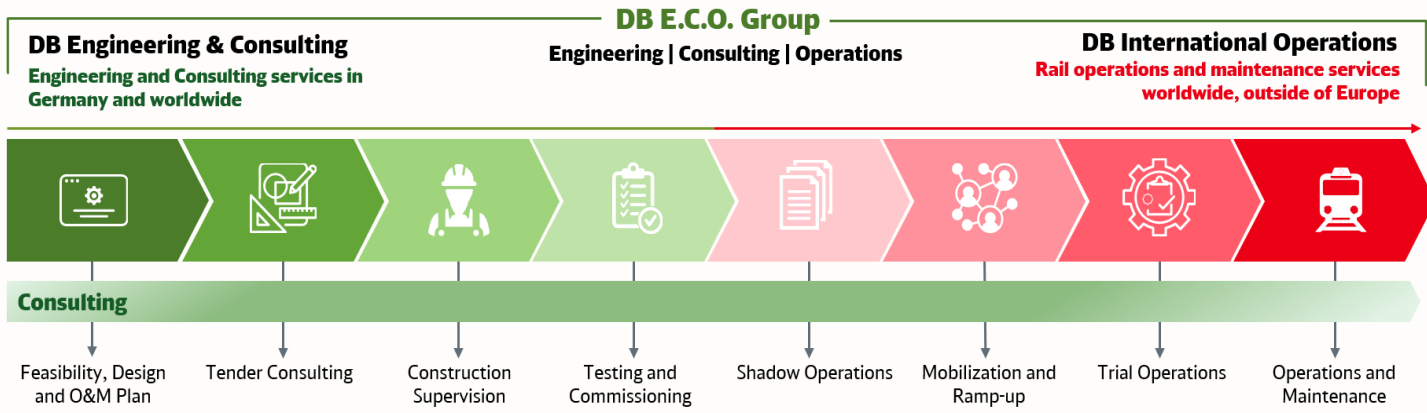 DB E.C.O. Group
Engineering | Consulting | Operations
DB Engineering & Consulting
Engineering and Consulting services in
Germany and worldwide
DB International Operations
Rail operations and maintenance services
worldwide, outside of Europe
Consulting
Feasibility, Design
and O&M Plan
Tender Consulting
Construction
Supervision
Testing and
Commissioning
Shadow Operations
Mobilization and
Ramp-up
Trial Operations
Operations and
Maintenance